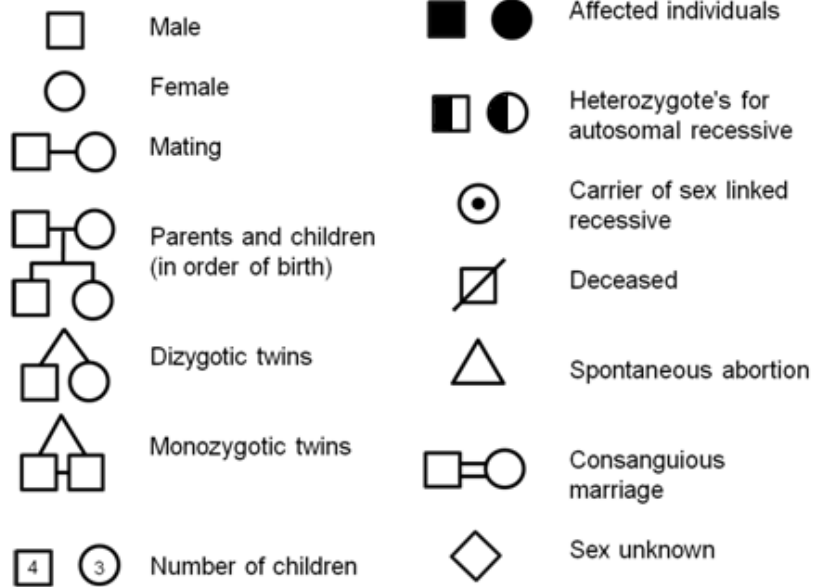 Male
Female
Mating
Parents and children
(in order of birth)
Dizygotic twins
Monozygotic twins
4 3 Number of children
Affected individuals
Heterozygote's for
autosomal recessive
Carrier of sex linked
recessive
Deceased
Spontaneous abortion
Consanguious
marriage
Sex unknown